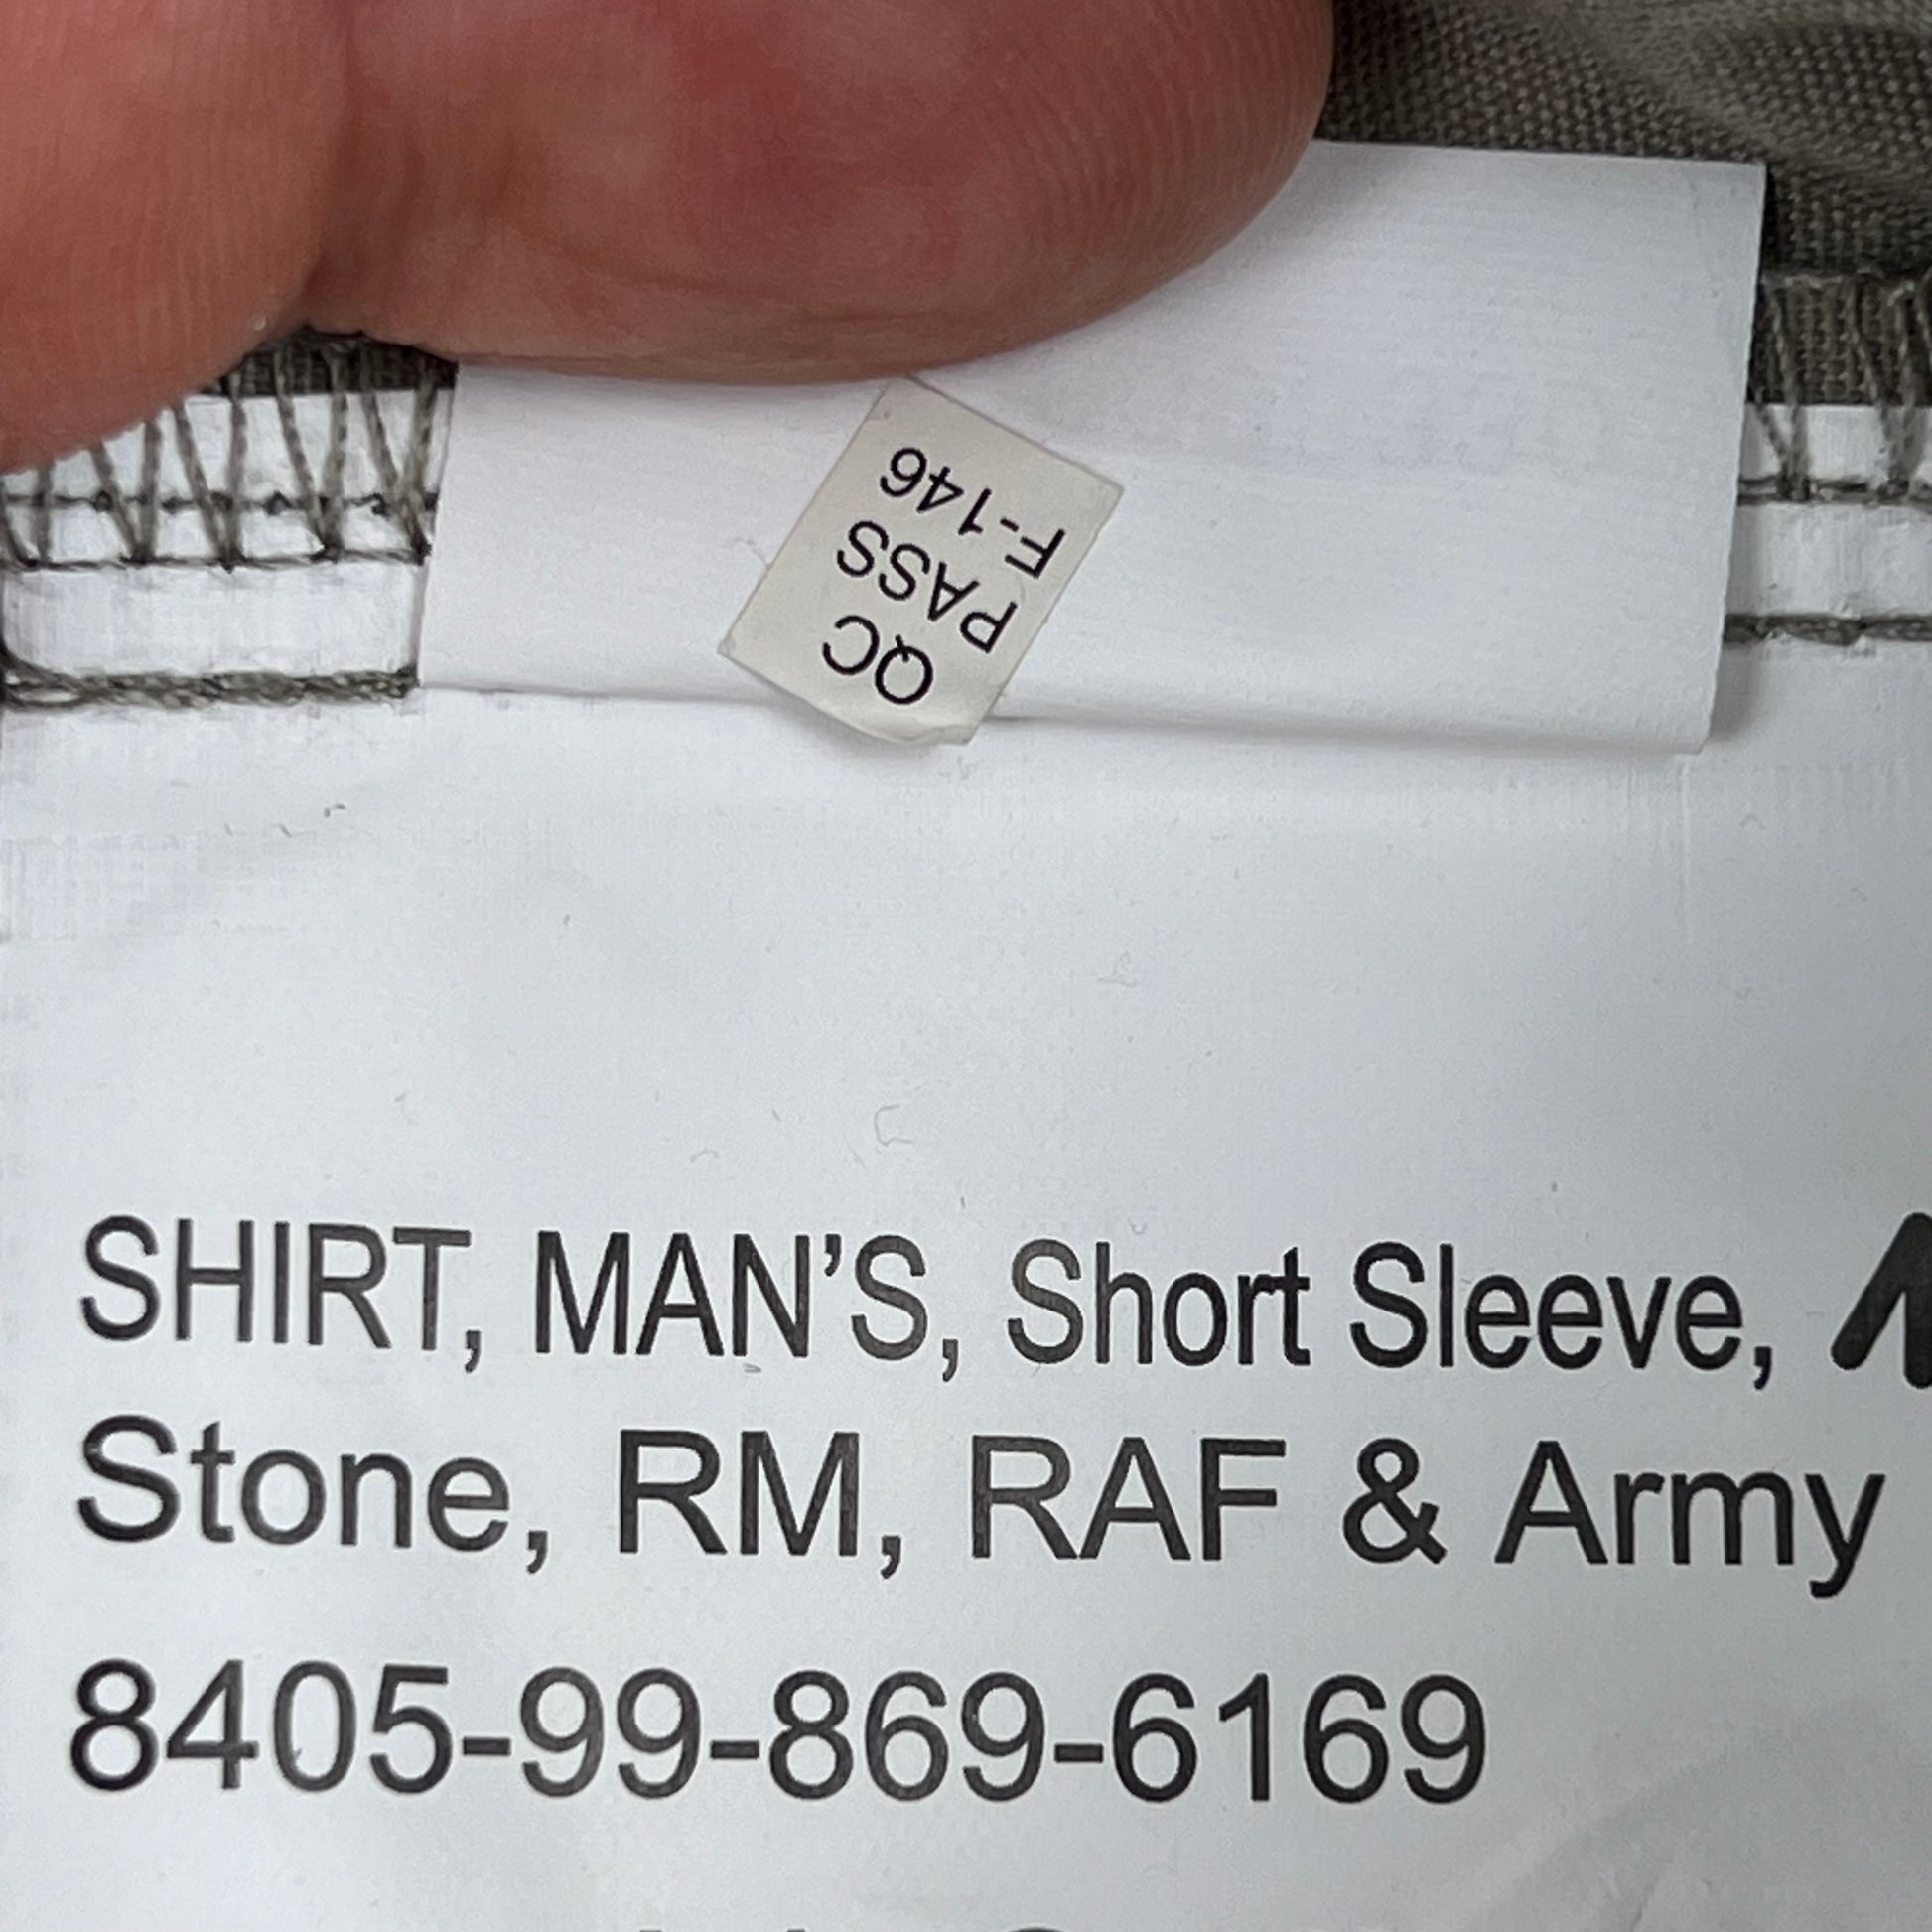 QC
PASS
F-146
SHIRT, MAN'S, Short Sleeve,
Stone, RM, RAF & Army
8405-99-869-6169